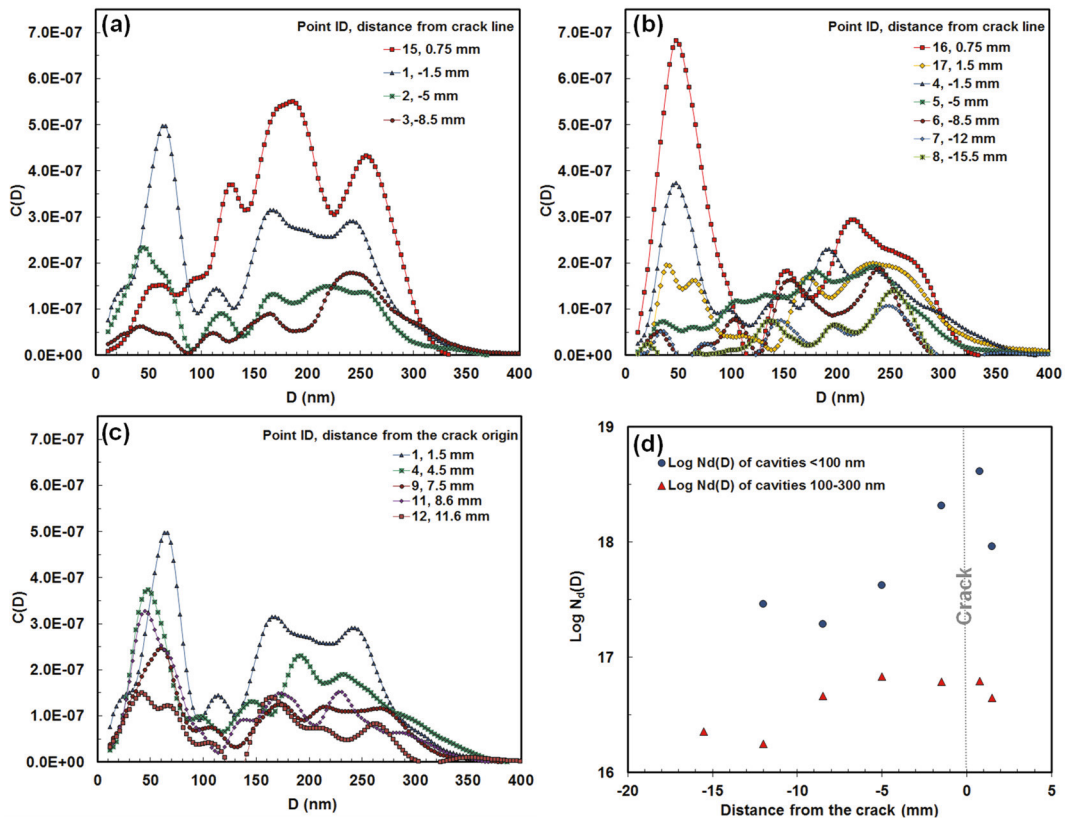 (a)
Point ID, distance from crack line
15, 0.75 mm
1, -1.5 mm
2, -5 mm
3,-8.5 mm
7.0E-07
6.0E-07
5.0E-07
4.0E-07
3.0E-07
2.0E-07
1.0E-07
0.0E+00
C(D)
0 50 100 150 200 250 300 350 400
D (nm)
(b)
Point ID, distance from crack line
16, 0.75 mm
17, 1.5 mm
4, -1.5 mm
5, -5 mm
6, -8.5 mm
7, -12 mm
8, -15.5 mm
7.0E-07
6.0E-07
5.0E-07
4.0E-07
3.0E-07
2.0E-07
1.0E-07
0.0E+00
C(D)
0 50 100 150 200 250 300 350 400
D (nm)
(c)
Point ID, distance from the crack origin
1, 1.5 mm
4, 4.5 mm
9, 7.5 mm
11, 8.6 mm
12, 11.6 mm
7.0E-07
6.0E-07
5.0E-07
4.0E-07
3.0E-07
2.0E-07
1.0E-07
0.0E+00
C(D)
0 50 100 150 200 250 300 350 400
D (nm)
(d)
Log Nd(D) of cavities <100 nm
Log Nd(D) of cavities 100-300 nm
19
18
17
16
Log Nd(D)
Crack
-20 -15 -10 -5 0 5
Distance from the crack (mm)